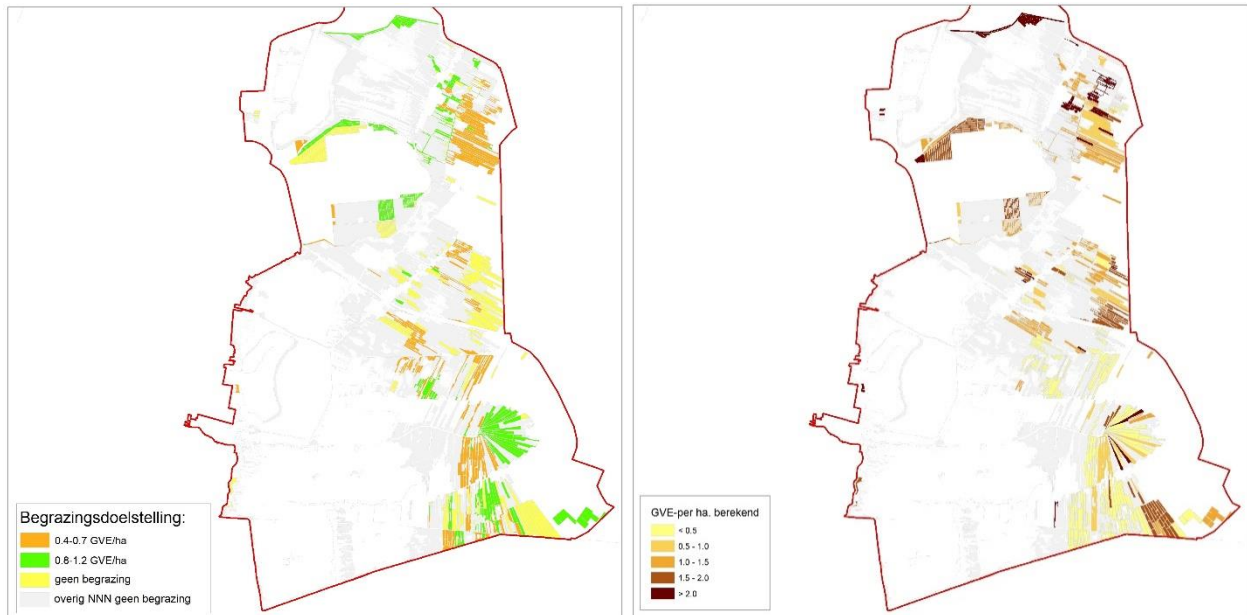 Begrazingsdoelstelling:
0.4-0.7 GVE/ha
0.8-1.2 GVE/ha
geen begrazing
overig NNN geen begrazing
GVE-per ha. berekend
< 0.5
0.5 - 1.0
1.0 - 1.5
1.5 - 2.0
> 2.0